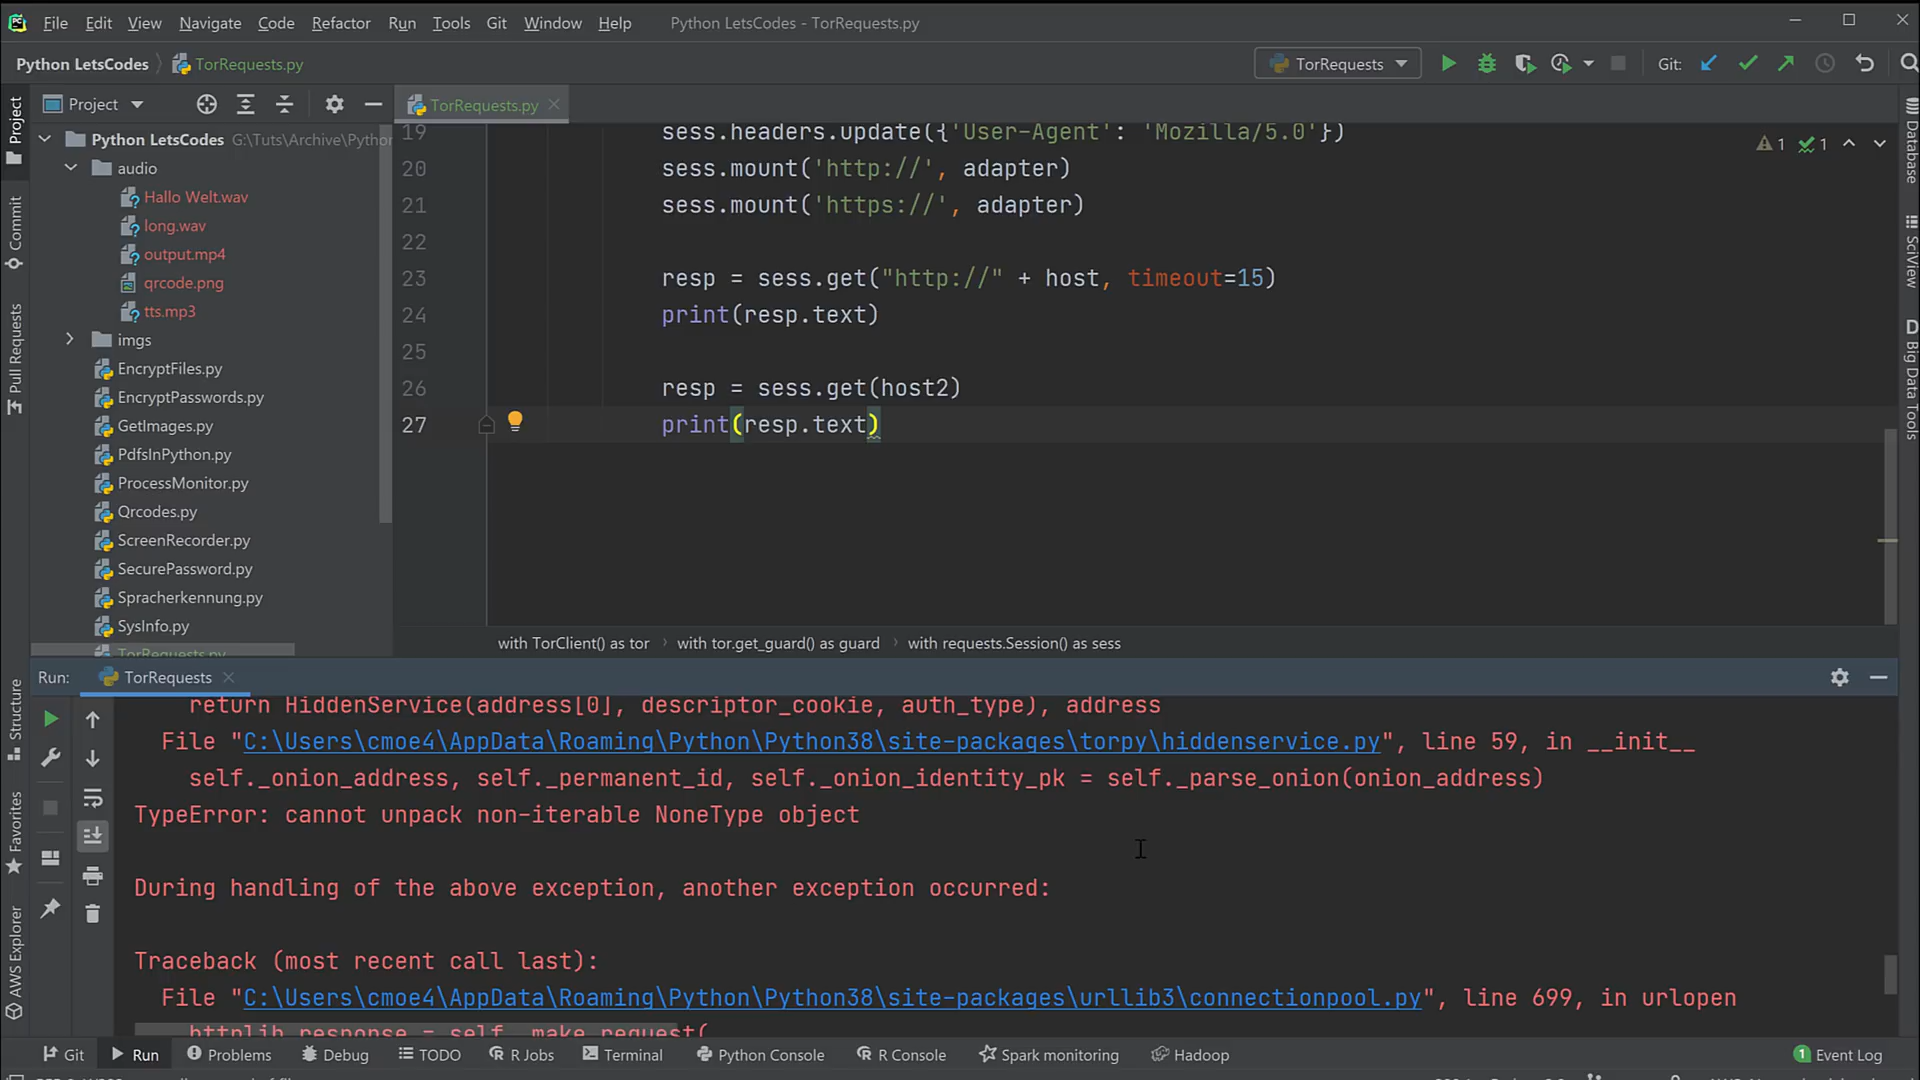 File Edit View Navigate Code Refactor Run Tools Git Window Help Python LetsCodes - TorRequests.py
Python LetsCodes TorRequests.py TorRequests Git:
Project TorRequests.py
Project
Commit
Pull Requests
Structure
Favorites
AWS Explorer
Python LetsCodes G:\Tuts\Archive\Python
audio
Hallo Welt.wav
long.wav
output.mp4
qrcode.png
tts.mp3
imgs
EncryptFiles.py
EncryptPasswords.py
GetImages.py
PdfsInPython.py
ProcessMonitor.py
Qrcodes.py
ScreenRecorder.py
SecurePassword.py
Spracherkennung.py
SysInfo.py
TorRequests.py
19 sess.headers.update({'User-Agent': 'Mozilla/5.0'})
20 sess.mount('http://', adapter)
21 sess.mount('https://', adapter)
22
23 resp = sess.get("http://" + host, timeout=15)
24 print(resp.text)
25
26 resp = sess.get(host2)
27 print(resp.text)
1 1
Database
SciView
D Big Data Tools
with TorClient() as tor with tor.get_guard() as guard with requests.Session() as sess
Run: TorRequests
return HiddenService(address[0], descriptor_cookie, auth_type), address
File "C:\Users\cmoe4\AppData\Roaming\Python\Python38\site-packages\torpy\hiddenservice.py", line 59, in __init__
self._onion_address, self._permanent_id, self._onion_identity_pk = self._parse_onion(onion_address)
TypeError: cannot unpack non-iterable NoneType object
During handling of the above exception, another exception occurred:
Traceback (most recent call last):
File "C:\Users\cmoe4\AppData\Roaming\Python\Python38\site-packages\urllib3\connectionpool.py", line 699, in urlopen
httplib_response = self._make_request(
Git Run Problems Debug TODO R Jobs Terminal Python Console R Console Spark monitoring Hadoop 1 Event Log